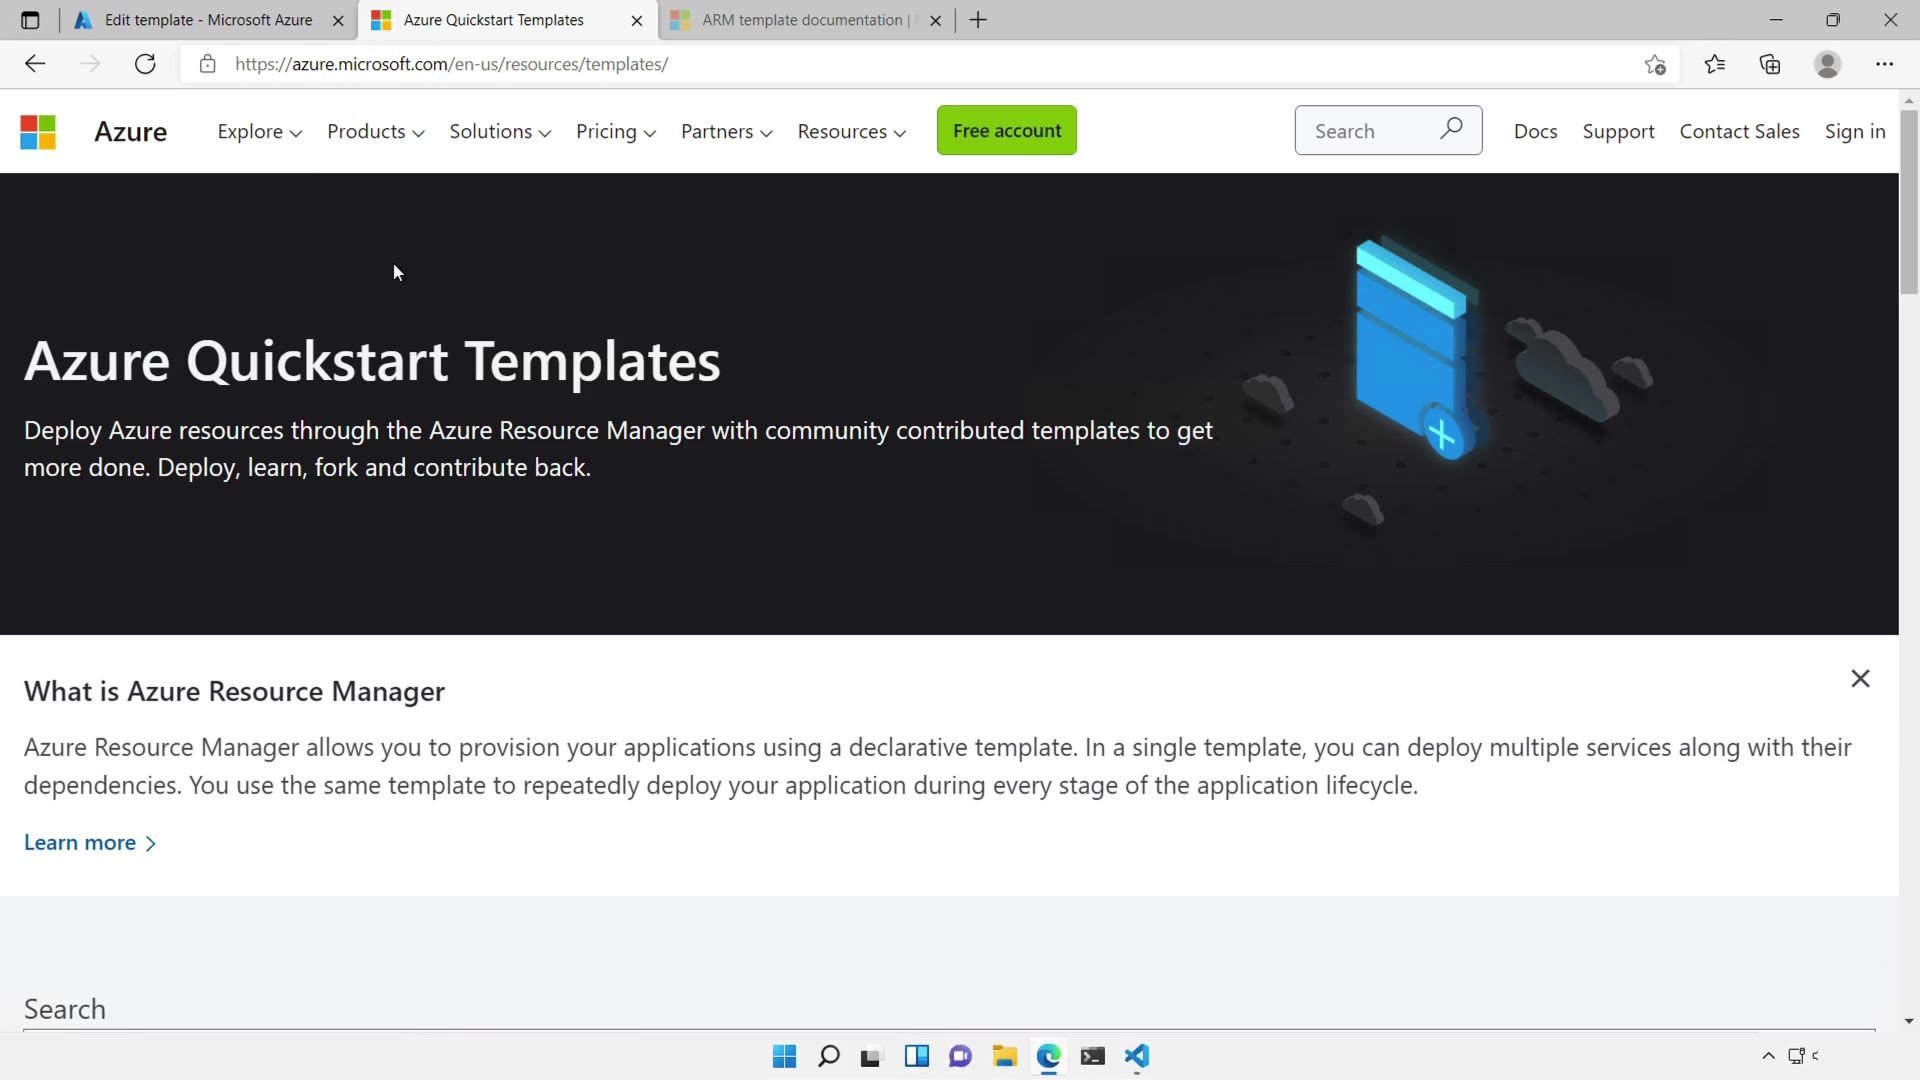 Edit template - Microsoft Azure
Azure Quickstart Templates
ARM template documentation |
https://azure.microsoft.com/en-us/resources/templates/
Azure
Explore
Products
Solutions
Pricing
Partners
Resources
Free account
Search
Docs
Support
Contact Sales
Sign in
Azure Quickstart Templates
Deploy Azure resources through the Azure Resource Manager with community contributed templates to get
more done. Deploy, learn, fork and contribute back.
What is Azure Resource Manager
Azure Resource Manager allows you to provision your applications using a declarative template. In a single template, you can deploy multiple services along with their
dependencies. You use the same template to repeatedly deploy your application during every stage of the application lifecycle.
Learn more
Search